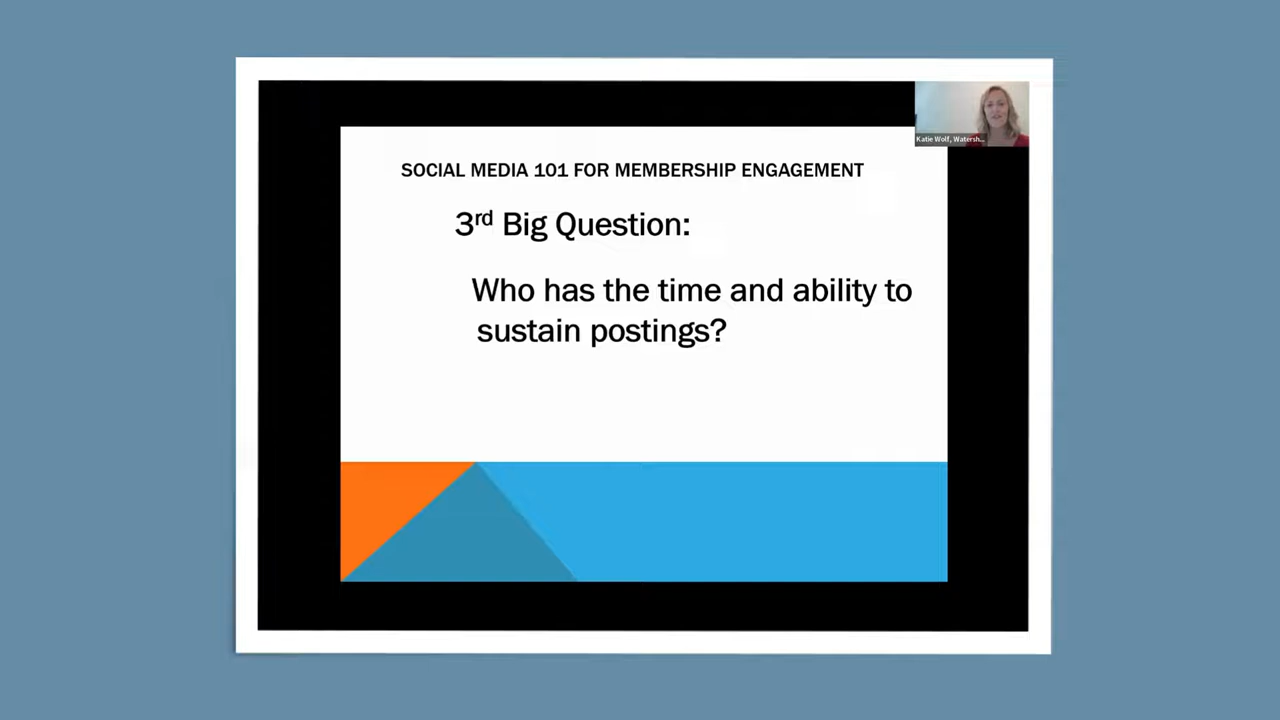 Katie Wolf, Watersh...
SOCIAL MEDIA 101 FOR MEMBERSHIP ENGAGEMENT
3rd Big Question:
Who has the time and ability to
sustain postings?